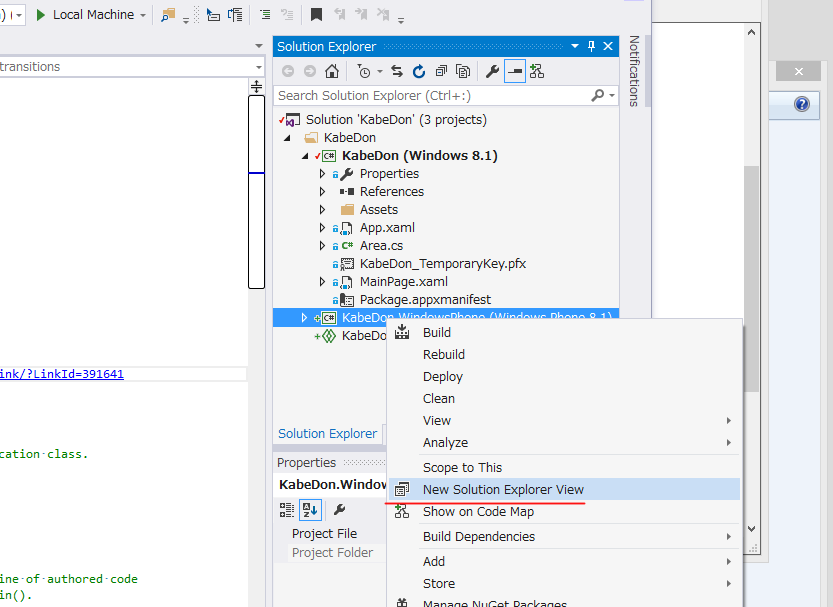 ) (
Local Machine
transitions
Solution Explorer
Notifications
Search Solution Explorer (Ctrl+:)
Solution 'KabeDon' (3 projects)
KabeDon
C# KabeDon (Windows 8.1)
Properties
References
Assets
App.xaml
C# Area.cs
KabeDon_TemporaryKey.pfx
MainPage.xaml
Package.appxmanifest
C# KabeDon.WindowsPhone (Windows Phone 8.1)
KabeDo
Build
Rebuild
Deploy
ink/?LinkId=391641
Clean
View
Solution Explorer
Analyze
cation class.
Properties
Scope to This
KabeDon.Window
New Solution Explorer View
Show on Code Map
Project File
Build Dependencies
Project Folder
Add
ine of authored code
Store
in().
Manage NuGet Packages